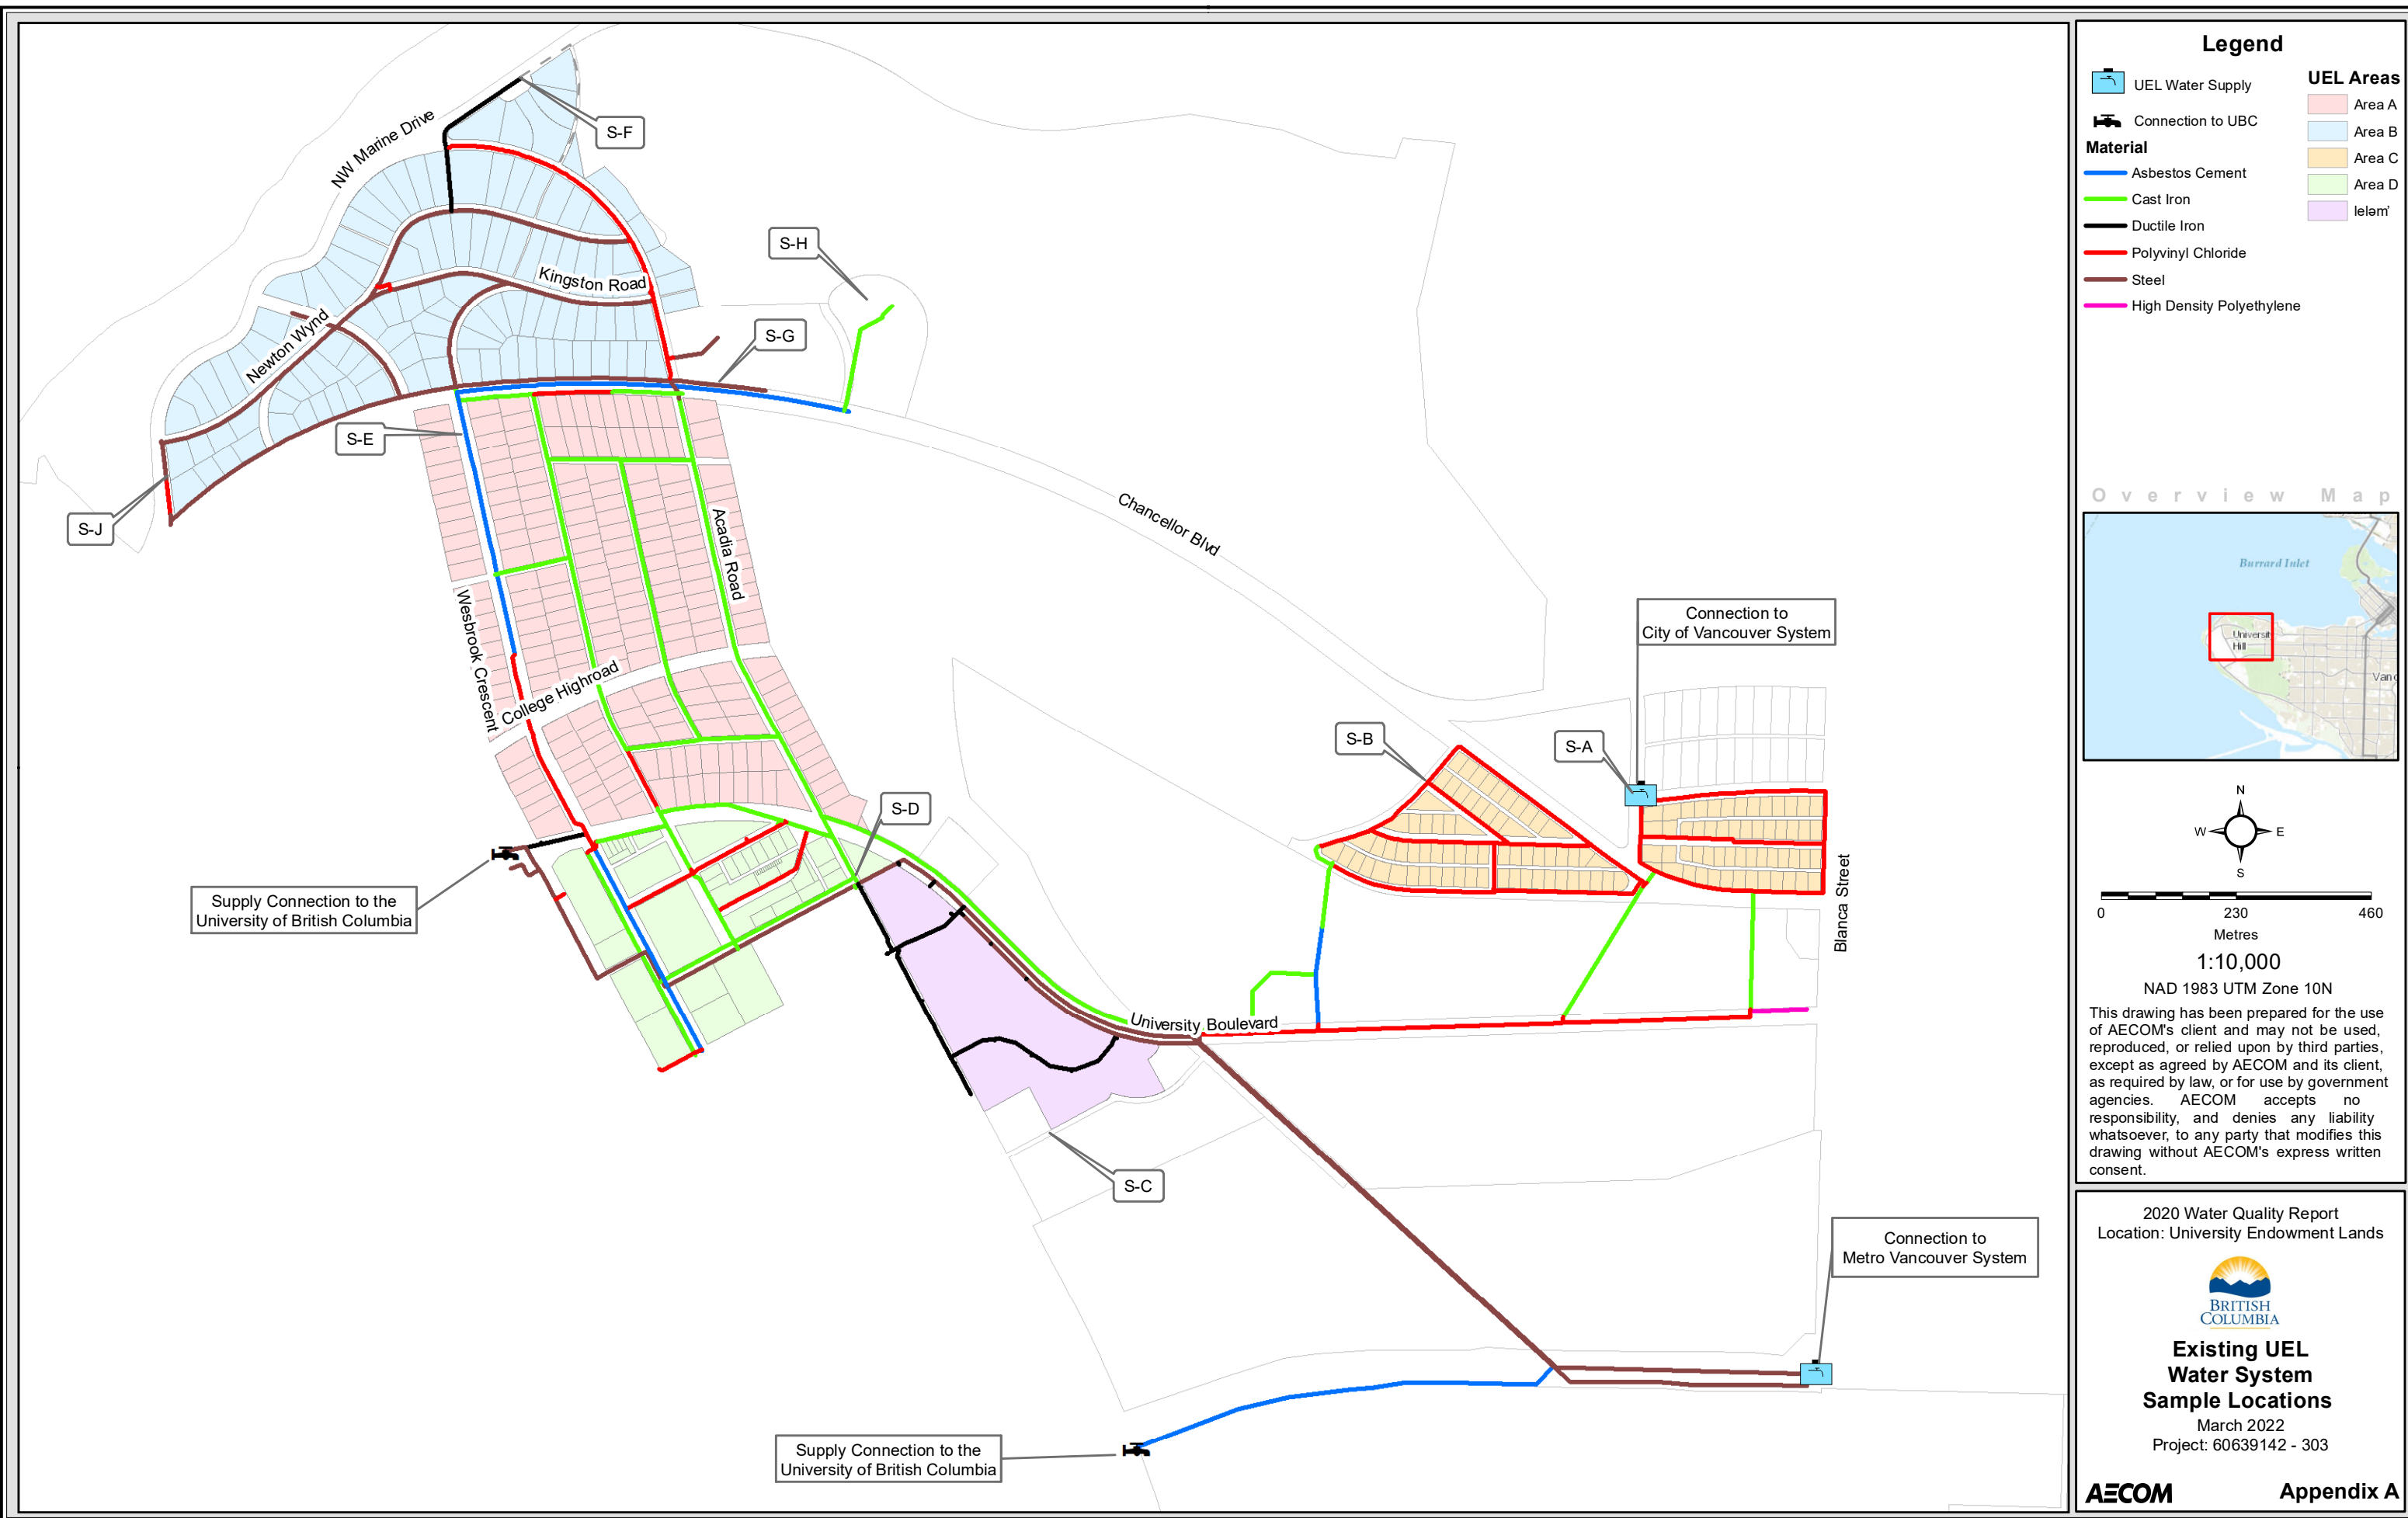 NW Marine Drive
S-F
S-H
Kingston Road
S-G
Newton Wynd
S-E
S-J
Acadia Road
Chancellor Blvd
Wesbrook Crescent
College Highroad
Connection to
City of Vancouver System
S-B
S-A
S-D
Supply Connection to the
University of British Columbia
Blanca Street
University Boulevard
S-C
Connection to
Metro Vancouver System
Supply Connection to the
University of British Columbia
Legend
UEL Water Supply
Connection to UBC
Material
Asbestos Cement
Cast Iron
Ductile Iron
Polyvinyl Chloride
Steel
High Density Polyethylene
UEL Areas
Area A
Area B
Area C
Area D
leləm̓
Overview Map
Burrard Inlet
Universit
Hill
Vanc
N
W E
S
0 230 460
Metres
1:10,000
NAD 1983 UTM Zone 10N
This drawing has been prepared for the use
of AECOM's client and may not be used,
reproduced, or relied upon by third parties,
except as agreed by AECOM and its client,
as required by law, or for use by government
agencies. AECOM accepts no
responsibility, and denies any liability
whatsoever, to any party that modifies this
drawing without AECOM's express written
consent.
2020 Water Quality Report
Location: University Endowment Lands
BRITISH
COLUMBIA
Existing UEL
Water System
Sample Locations
March 2022
Project: 60639142 - 303
AECOM
Appendix A